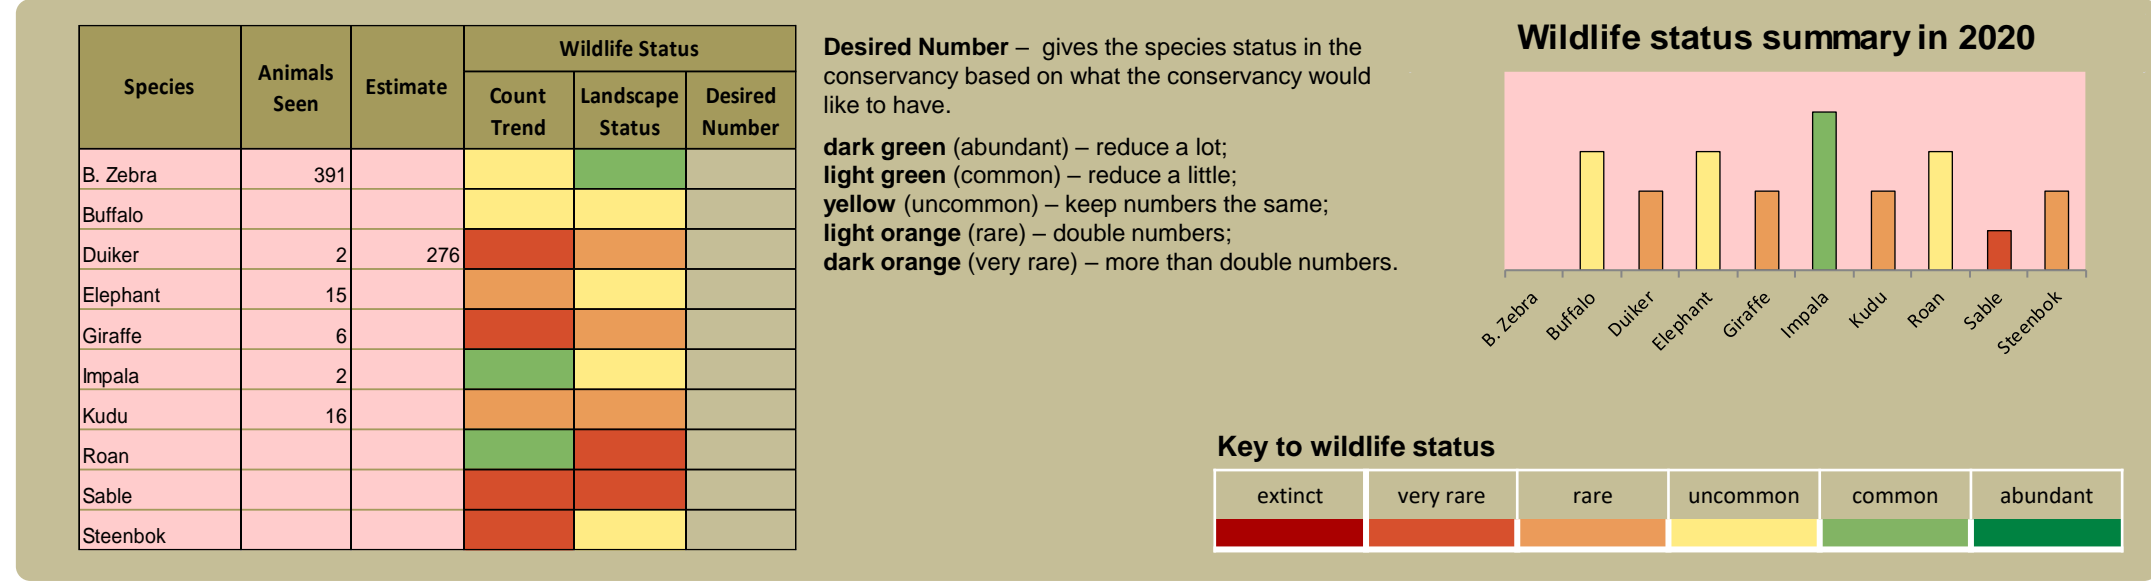 Species
Animals Seen
Estimate
Wildlife Status
Count Trend
Landscape Status
Desired Number
B. Zebra 391
Buffalo
Duiker 2 276
Elephant 15
Giraffe 6
Impala 2
Kudu 16
Roan
Sable
Steenbok
Desired Number – gives the species status in the
conservancy based on what the conservancy would
like to have.
dark green (abundant) – reduce a lot;
light green (common) – reduce a little;
yellow (uncommon) – keep numbers the same;
light orange (rare) – double numbers;
dark orange (very rare) – more than double numbers.
Wildlife status summary in 2020
B. Zebra
Buffalo
Duiker
Elephant
Giraffe
Impala
Kudu
Roan
Sable
Steenbok
Key to wildlife status
extinct very rare rare uncommon common abundant